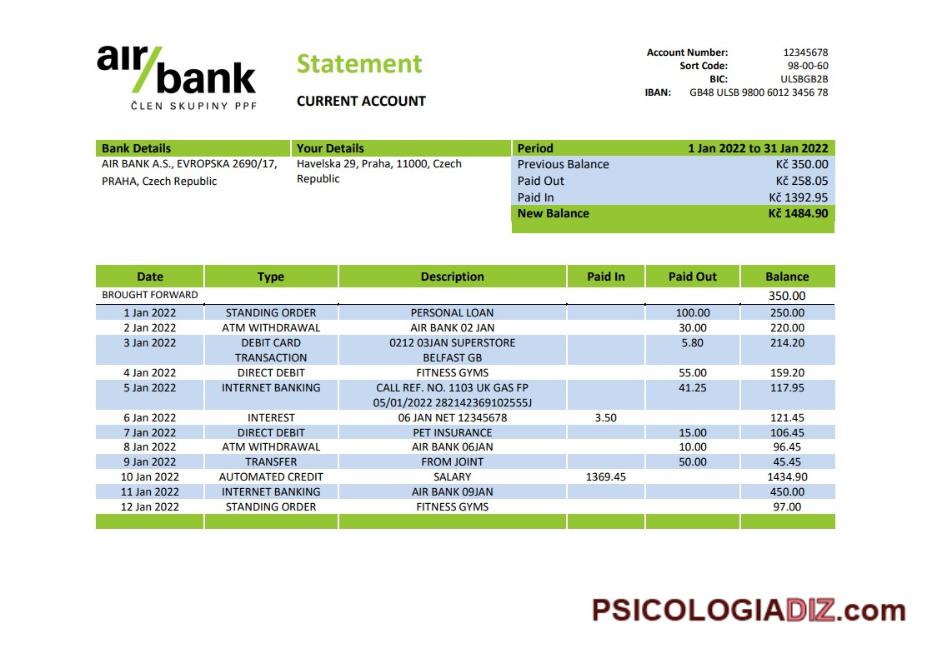 air/bank
ČLEN SKUPINY PPF
Statement
CURRENT ACCOUNT
Account Number: 12345678
Sort Code: 98-00-60
BIC: ULSBGB2B
IBAN: GB48 ULSB 9800 6012 3456 78
Bank Details
AIR BANK A.S., EVROPSKA 2690/17,
PRAHA, Czech Republic
Your Details
Havelska 29, Praha, 11000, Czech
Republic
Period 1 Jan 2022 to 31 Jan 2022
Previous Balance Kč 350.00
Paid Out Kč 258.05
Paid In Kč 1392.95
New Balance Kč 1484.90
Date Type Description Paid In Paid Out Balance
BROUGHT FORWARD 350.00
1 Jan 2022 STANDING ORDER PERSONAL LOAN 100.00 250.00
2 Jan 2022 ATM WITHDRAWAL AIR BANK 02 JAN 30.00 220.00
3 Jan 2022 DEBIT CARD 0212 03JAN SUPERSTORE 5.80 214.20
TRANSACTION BELFAST GB
4 Jan 2022 DIRECT DEBIT FITNESS GYMS 55.00 159.20
5 Jan 2022 INTERNET BANKING CALL REF. NO. 1103 UK GAS FP 41.25 117.95
05/01/2022 282142369102555J
6 Jan 2022 INTEREST 06 JAN NET 12345678 3.50 121.45
7 Jan 2022 DIRECT DEBIT PET INSURANCE 15.00 106.45
8 Jan 2022 ATM WITHDRAWAL AIR BANK 06JAN 10.00 96.45
9 Jan 2022 TRANSFER FROM JOINT 50.00 45.45
10 Jan 2022 AUTOMATED CREDIT SALARY 1369.45 1434.90
11 Jan 2022 INTERNET BANKING AIR BANK 09JAN 450.00
12 Jan 2022 STANDING ORDER FITNESS GYMS 97.00
PSICOLOGIADIZ.com